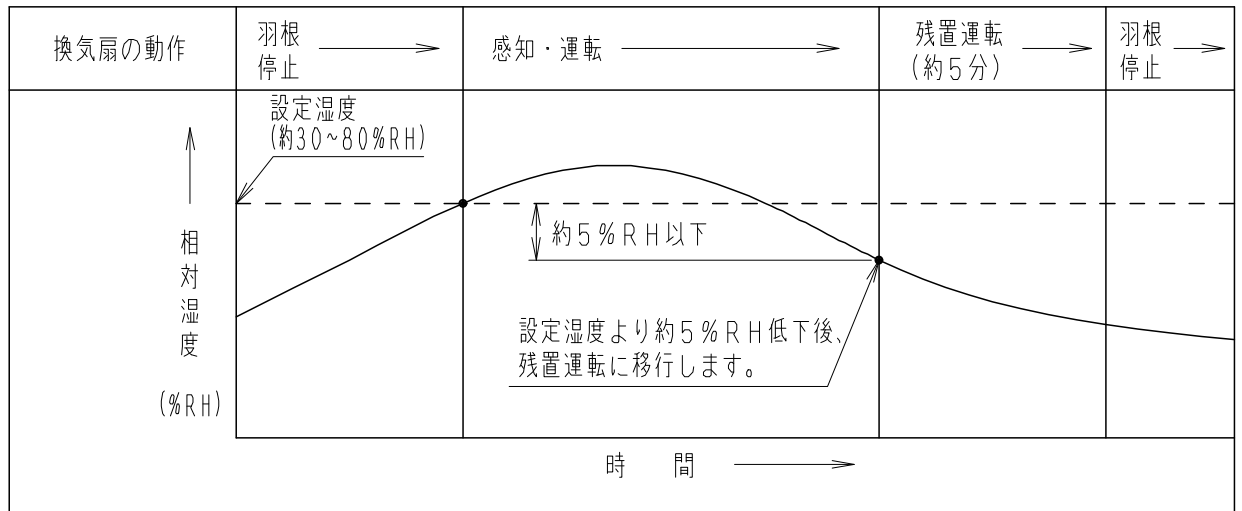 換気扇の動作
羽根
停止
感知・運転
残置運転
(約5分)
羽根
停止
設定湿度
(約30~80%RH)
相対湿度
(%RH)
約5%RH以下
設定湿度より約5%RH低下後、
残置運転に移行します。
時 間